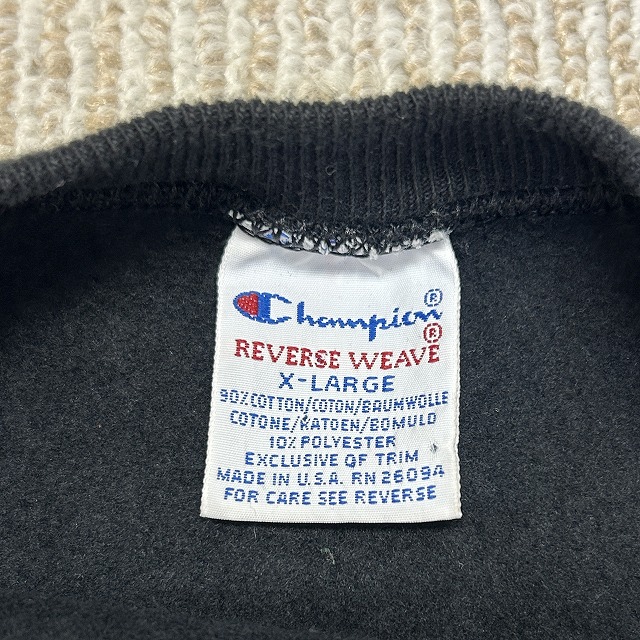 Champion®
REVERSE WEAVE®
X-LARGE
90% COTTON/COTON/BAUMWOLLE
COTONE/KATOEN/BOMULD
10% POLYESTER
EXCLUSIVE OF TRIM
MADE IN U.S.A. RN 26094
FOR CARE SEE REVERSE